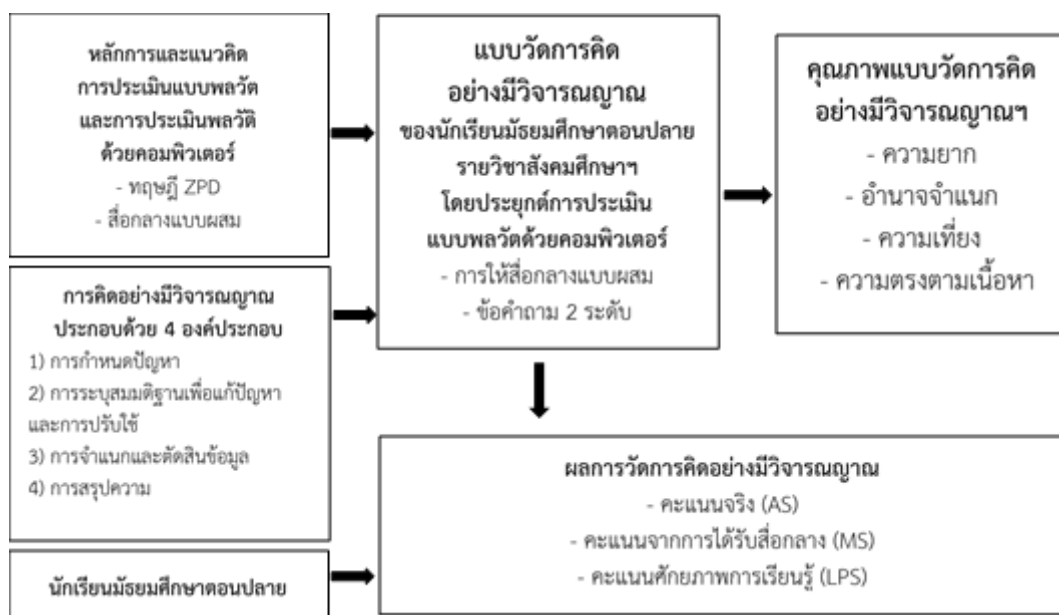 หลักการและแนวคิด
การประเมินแบบพลวัต
และการประเมินพลวัติ
ด้วยคอมพิวเตอร์
- ทฤษฎี ZPD
- สื่อกลางแบบผสม
การคิดอย่างมีวิจารณญาณ
ประกอบด้วย 4 องค์ประกอบ
1) การกำหนดปัญหา
2) การระบุสมมติฐานเพื่อแก้ปัญหา
และการปรับใช้
3) การจำแนกและตัดสินข้อมูล
4) การสรุปความ
นักเรียนมัธยมศึกษาตอนปลาย
แบบวัดการคิด
อย่างมีวิจารณญาณ
ของนักเรียนมัธยมศึกษาตอนปลาย
รายวิชาสังคมศึกษาฯ
โดยประยุกต์การประเมิน
แบบพลวัตด้วยคอมพิวเตอร์
- การให้สื่อกลางแบบผสม
- ข้อคำถาม 2 ระดับ
คุณภาพแบบวัดการคิด
อย่างมีวิจารณญาณฯ
- ความยาก
- อำนาจจำแนก
- ความเที่ยง
- ความตรงตามเนื้อหา
ผลการวัดการคิดอย่างมีวิจารณญาณ
- คะแนนจริง (AS)
- คะแนนจากการได้รับสื่อกลาง (MS)
- คะแนนศักยภาพการเรียนรู้ (LPS)